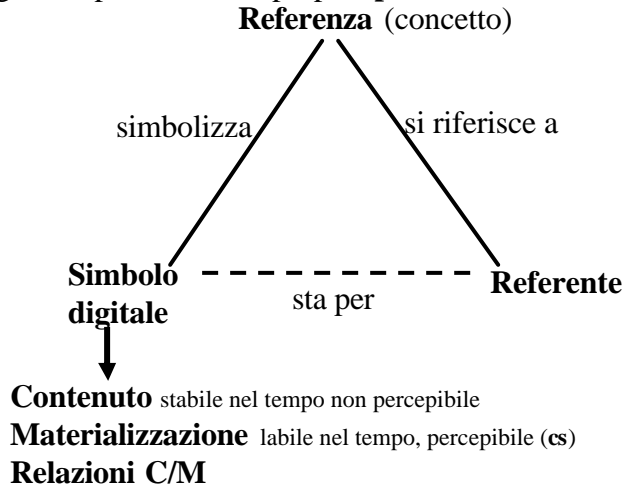 Referenza (concetto)
simbolizza
si riferisce a
Simbolo
digitale
sta per
Referente
Contenuto stabile nel tempo non percepibile
Materializzazione labile nel tempo, percepibile (cs)
Relazioni C/M